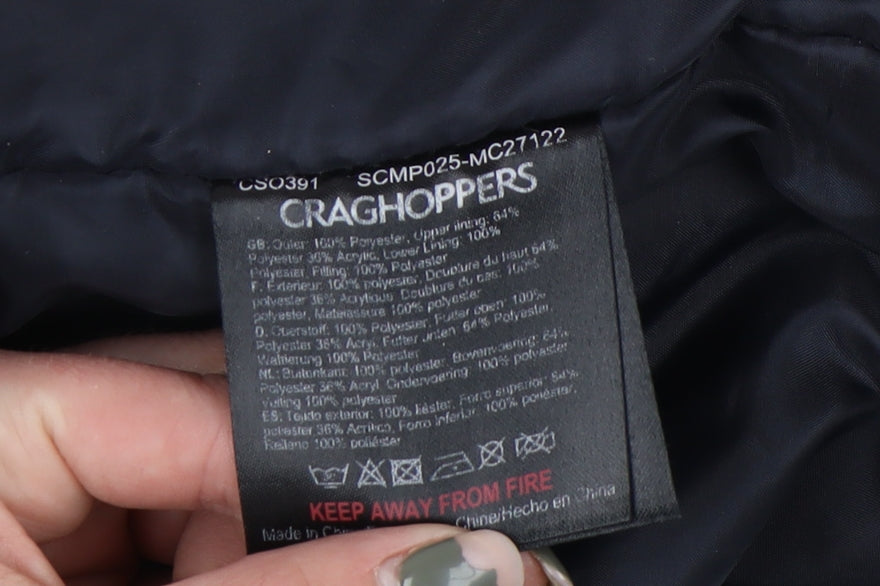 CSO391 SCMP025-MC27122
CRAGHOPPERS
GB: Outer: 100% Polyester, Upper lining: 64%
Polyester 36% Acrylic, Lower Lining: 100%
Polyester, Filling: 100% Polyester
F: Exterieur: 100% polyester, Doublure du haut 64%
polyester 36% Acrylique, Doublure du bas: 100%
polyester, Matelassure 100% polyester
D: Oberstoff: 100% Polyester, Futter oben: 100%
Polyester 36% Acryl, Futter unten: 64% Polyester,
Wattierung 100% Polyester
NL: Buitenkant: 100% polyester, Bovenvoering: 64%
Polyester 36% Acryl, Ondervoering: 100% polyester
Vulling 100% polyester
ES: Tejido exterior: 100% Forro superior: 64%
poliéster 36% Acrílico, Forro inferior: 100% poliéster,
Relleno 100% poliéster
KEEP AWAY FROM FIRE
Made in Chine/Hecho en China